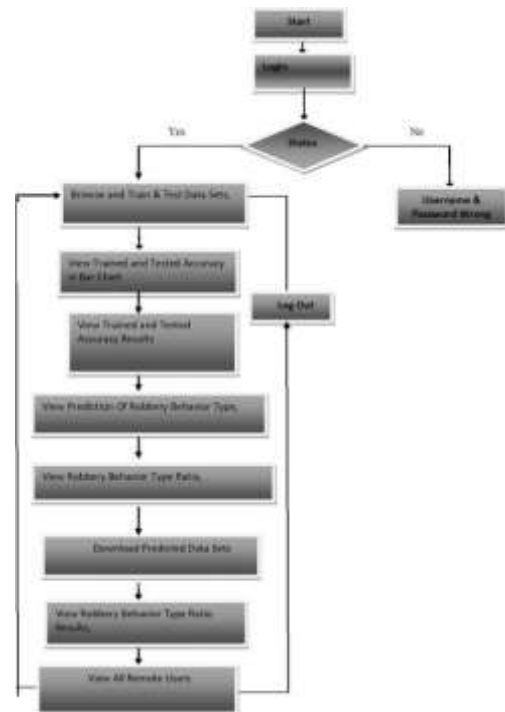 Start
Login
Status
Yes
No
Browse and Train & Test Data Sets,
Username &
Password Wrong
View Trained and Tested Accuracy
in Bar Chart
Log Out
View Trained and Tested
Accuracy Results
View Prediction Of Robbery Behavior Type,
View Robbery Behavior Type Ratio,
Download Predicted Data Sets
View Robbery Behavior Type Ratio
Results,
View All Remote Users